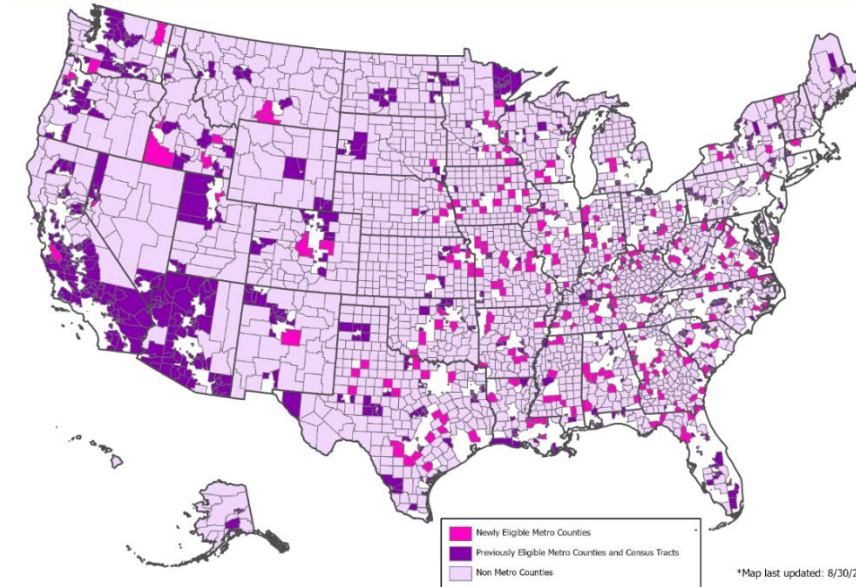 Newly Eligible Metro Counties
Previously Eligible Metro Counties and Census Tracts
Non Metro Counties
*Map last updated: 8/30/2